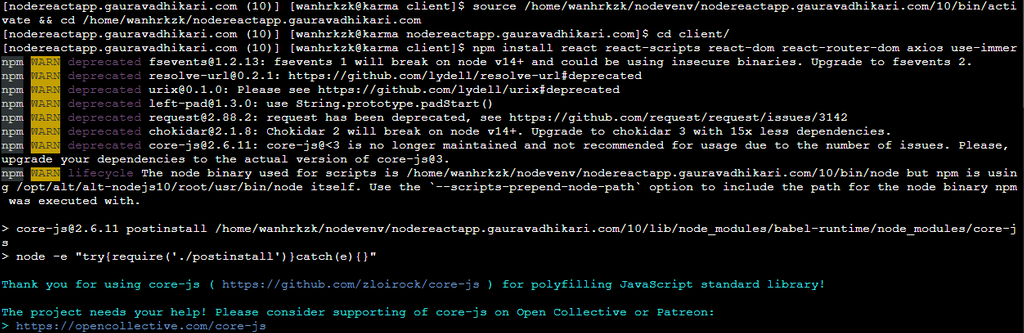 [nodereactapp.gauravadhikari.com (10)] [wanhrkzk@karma client]$ source /home/wanhrkzk/nodevenv/nodereactapp.gauravadhikari.com/10/bin/acti
vate && cd /home/wanhrkzk/nodereactapp.gauravadhikari.com
[nodereactapp.gauravadhikari.com (10)] [wanhrkzk@karma nodereactapp.gauravadhikari.com]$ cd client/
[nodereactapp.gauravadhikari.com (10)] [wanhrkzk@karma client]$ npm install react react-scripts react-dom react-router-dom axios use-immer
npm WARN deprecated fsevents@1.2.13: fsevents 1 will break on node v14+ and could be using insecure binaries. Upgrade to fsevents 2.
npm WARN deprecated resolve-url@0.2.1: https://github.com/lydell/resolve-url#deprecated
npm WARN deprecated urix@0.1.0: Please see https://github.com/lydell/urix#deprecated
npm WARN deprecated left-pad@1.3.0: use String.prototype.padStart()
npm WARN deprecated request@2.88.2: request has been deprecated, see https://github.com/request/request/issues/3142
npm WARN deprecated chokidar@2.1.8: Chokidar 2 will break on node v14+. Upgrade to chokidar 3 with 15x less dependencies.
npm WARN deprecated core-js@2.6.11: core-js@<3 is no longer maintained and not recommended for usage due to the number of issues. Please,
upgrade your dependencies to the actual version of core-js@3.
npm WARN lifecycle The node binary used for scripts is /home/wanhrkzk/nodevenv/nodereactapp.gauravadhikari.com/10/bin/node but npm is usin
g /opt/alt/alt-nodejs10/root/usr/bin/node itself. Use the `--scripts-prepend-node-path` option to include the path for the node binary npm
was executed with.
> core-js@2.6.11 postinstall /home/wanhrkzk/nodevenv/nodereactapp.gauravadhikari.com/10/lib/node_modules/babel-runtime/node_modules/core-j
s
> node -e "try{require('./postinstall')}catch(e){}"
Thank you for using core-js ( https://github.com/zloirock/core-js ) for polyfilling JavaScript standard library!
The project needs your help! Please consider supporting of core-js on Open Collective or Patreon:
> https://opencollective.com/core-js